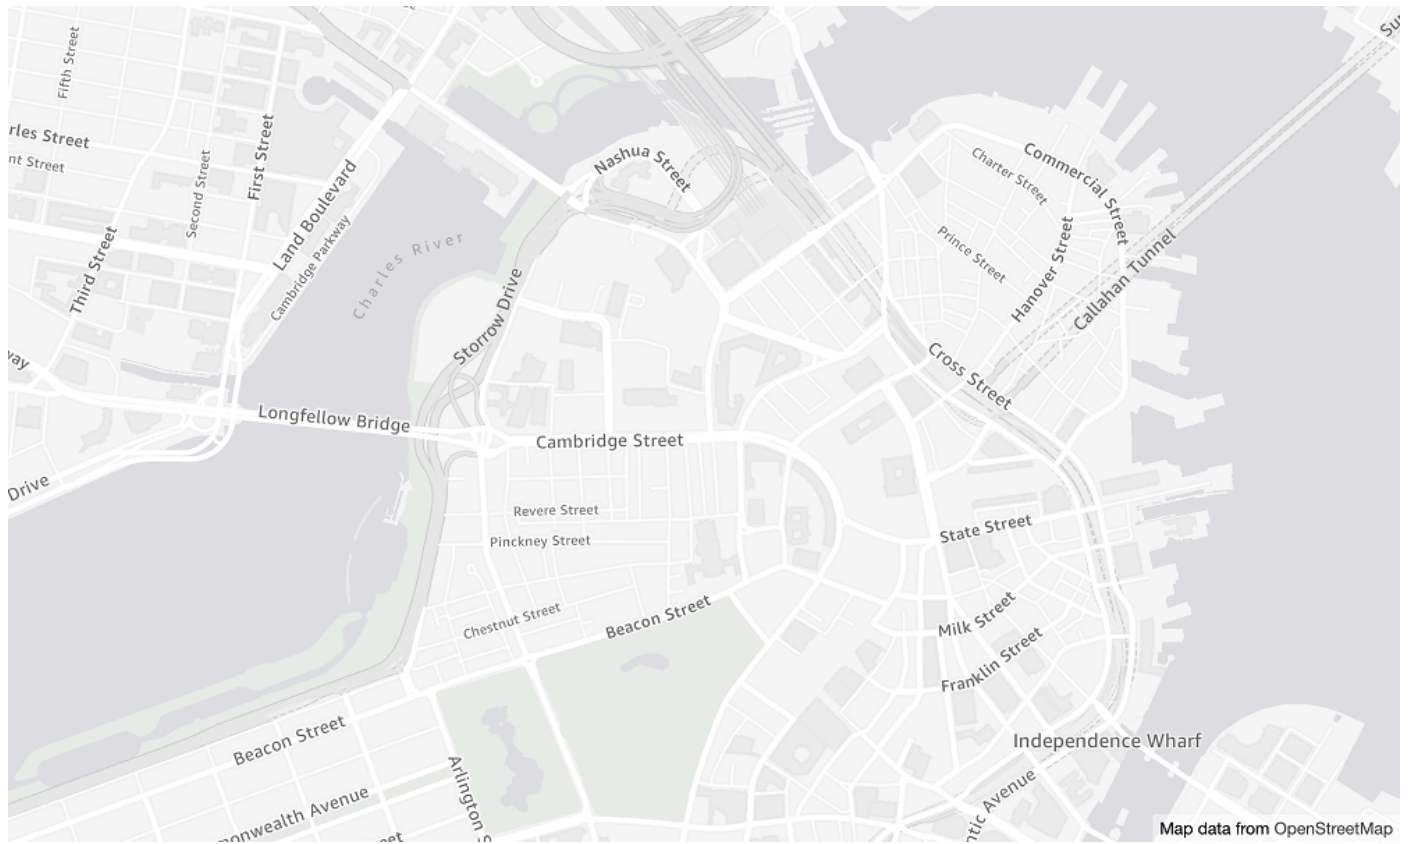 Fifth Street
rles Street
nt Street
Second Street
First Street
Land Boulevard
Cambridge Parkway
Third Street
way
Drive
Charles River
Storrow Drive
Longfellow Bridge
Nashua Street
Cambridge Street
Revere Street
Pinckney Street
Chestnut Street
Beacon Street
Beacon Street
Arlington S
monwealth Avenue
reet
Charter Street
Commercial Street
Prince Street
Hanover Street
Callahan Tunnel
Su
Cross Street
State Street
Milk Street
Franklin Street
Independence Wharf
ntic Avenue
Map data from OpenStreetMap